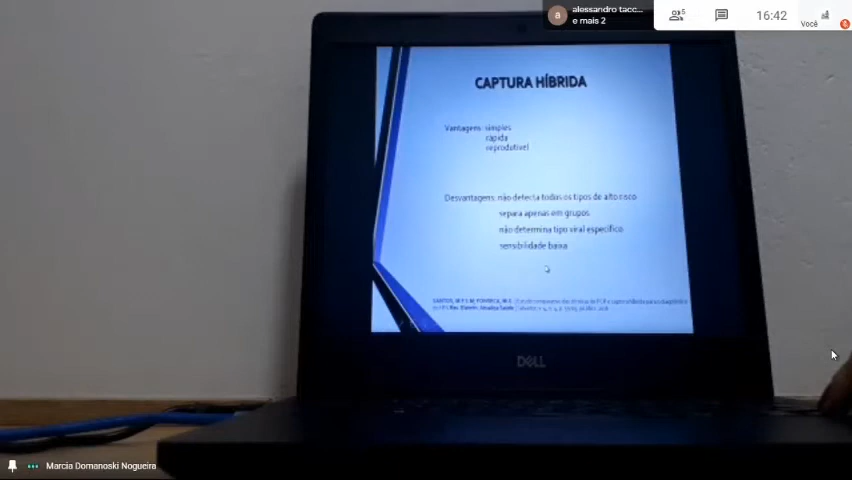 alessandro tacc...
e mais 2
a
5
16:42
Você
CAPTURA HÍBRIDA
Vantagens: simples
rápida
reprodutível
Desvantagens: não detecta todos os tipos de alto risco
separa apenas em grupos
não determina tipo viral específico
sensibilidade baixa
DELL
Marcia Domanoski Nogueira